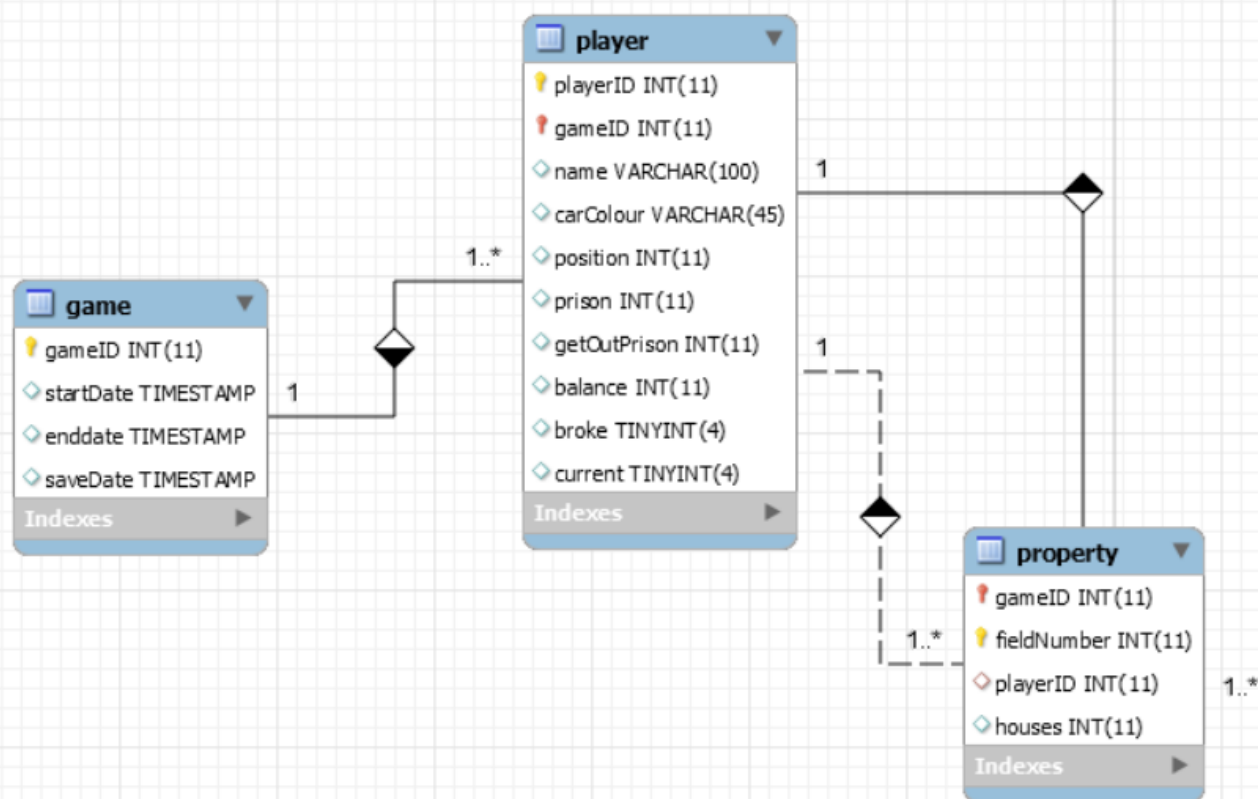 player
playerID INT(11)
gameID INT(11)
name VARCHAR(100)
carColour VARCHAR(45)
position INT(11)
prison INT(11)
getOutPrison INT(11)
balance INT(11)
broke TINYINT(4)
current TINYINT(4)
Indexes
1
1..*
1
game
gameID INT(11)
startDate TIMESTAMP
enddate TIMESTAMP
saveDate TIMESTAMP
Indexes
1
1..*
property
gameID INT(11)
fieldNumber INT(11)
playerID INT(11)
houses INT(11)
Indexes
1..*